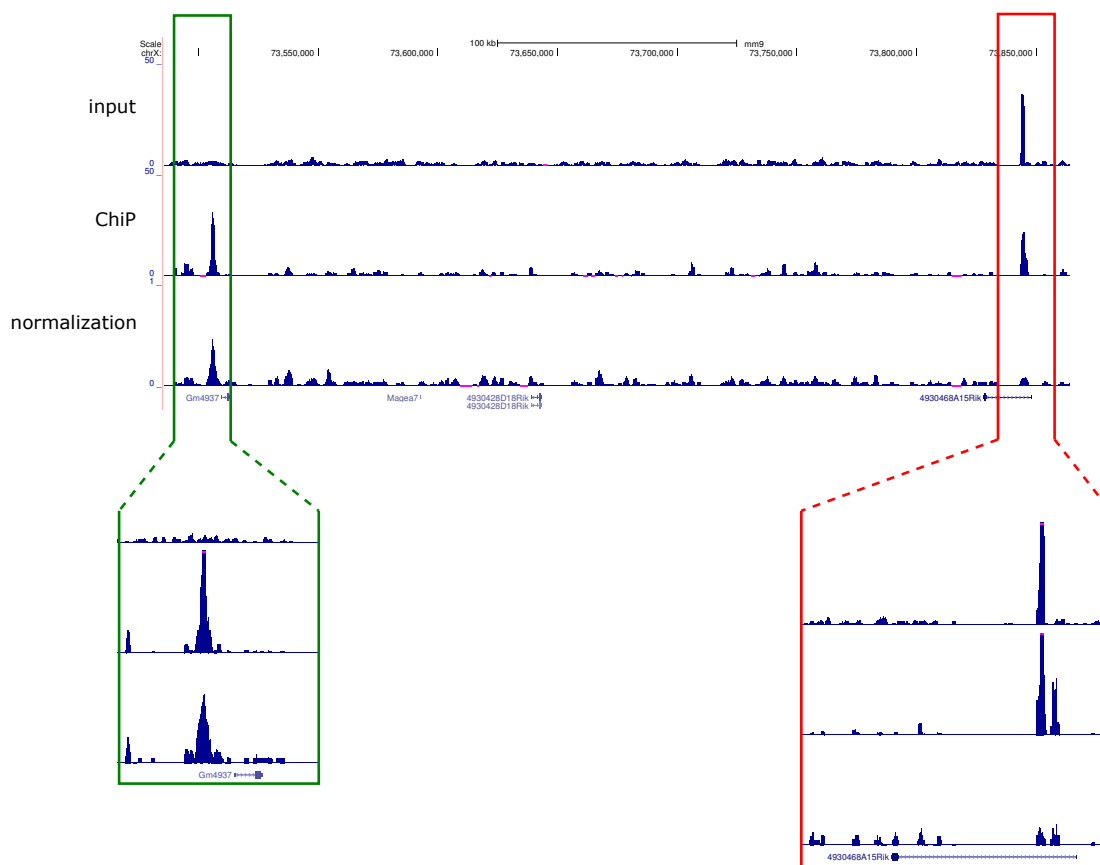 Scale
100 kb
mm9
chrX:
73,550,000
73,600,000
73,650,000
73,700,000
73,750,000
73,800,000
73,850,000
50
input
0
50
ChiP
0
1
normalization
0
Gm4937
Magea7
4930428D18Rik
4930468A15Rik
4930428D18Rik
Gm4937
4930468A15Rik